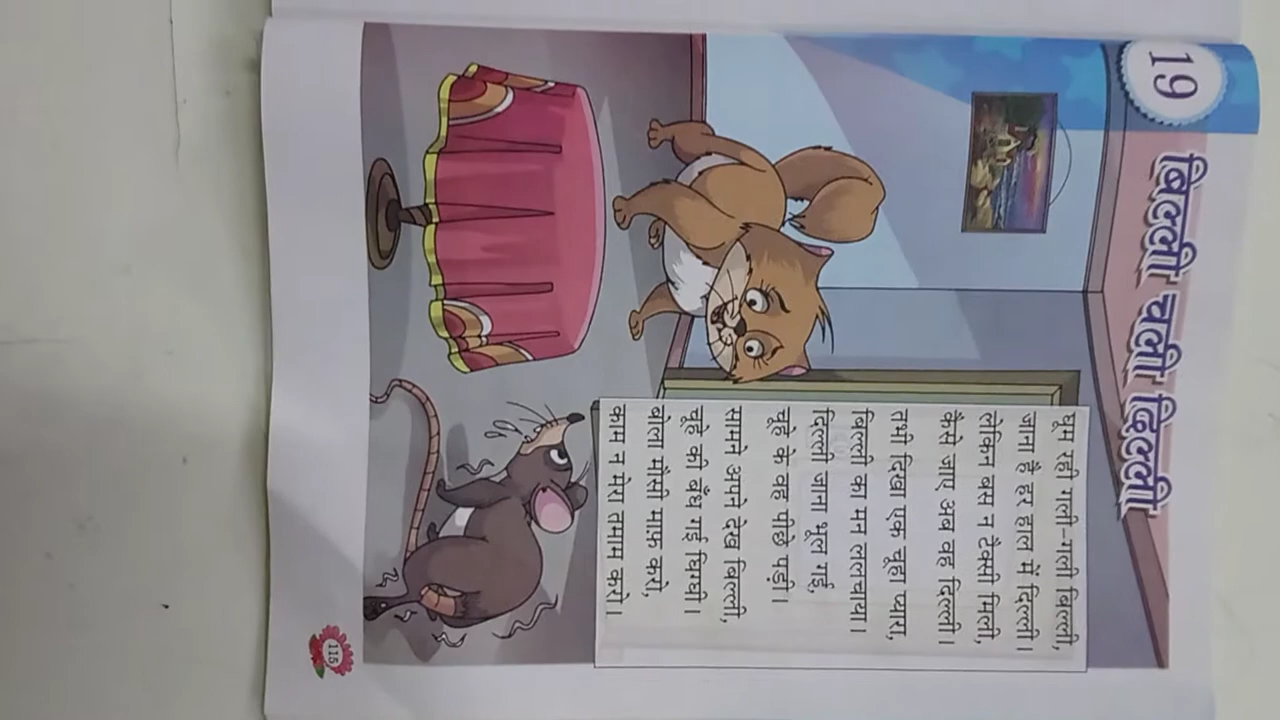 19
बिल्ली चली दिल्ली
घूम रही गली-गली बिल्ली,
जाना है हर हाल में दिल्ली।
लेकिन बस न टैक्सी मिली,
कैसे जाए अब वह दिल्ली।
तभी दिखा एक चूहा प्यारा,
बिल्ली का मन ललचाया।
दिल्ली जाना भूल गई,
चूहे के वह पीछे पड़ी।
सामने अपने देख बिल्ली,
चूहे की बँध गई घिग्घी।
बोला मौसी माफ़ करो,
काम न मेरा तमाम करो।
115